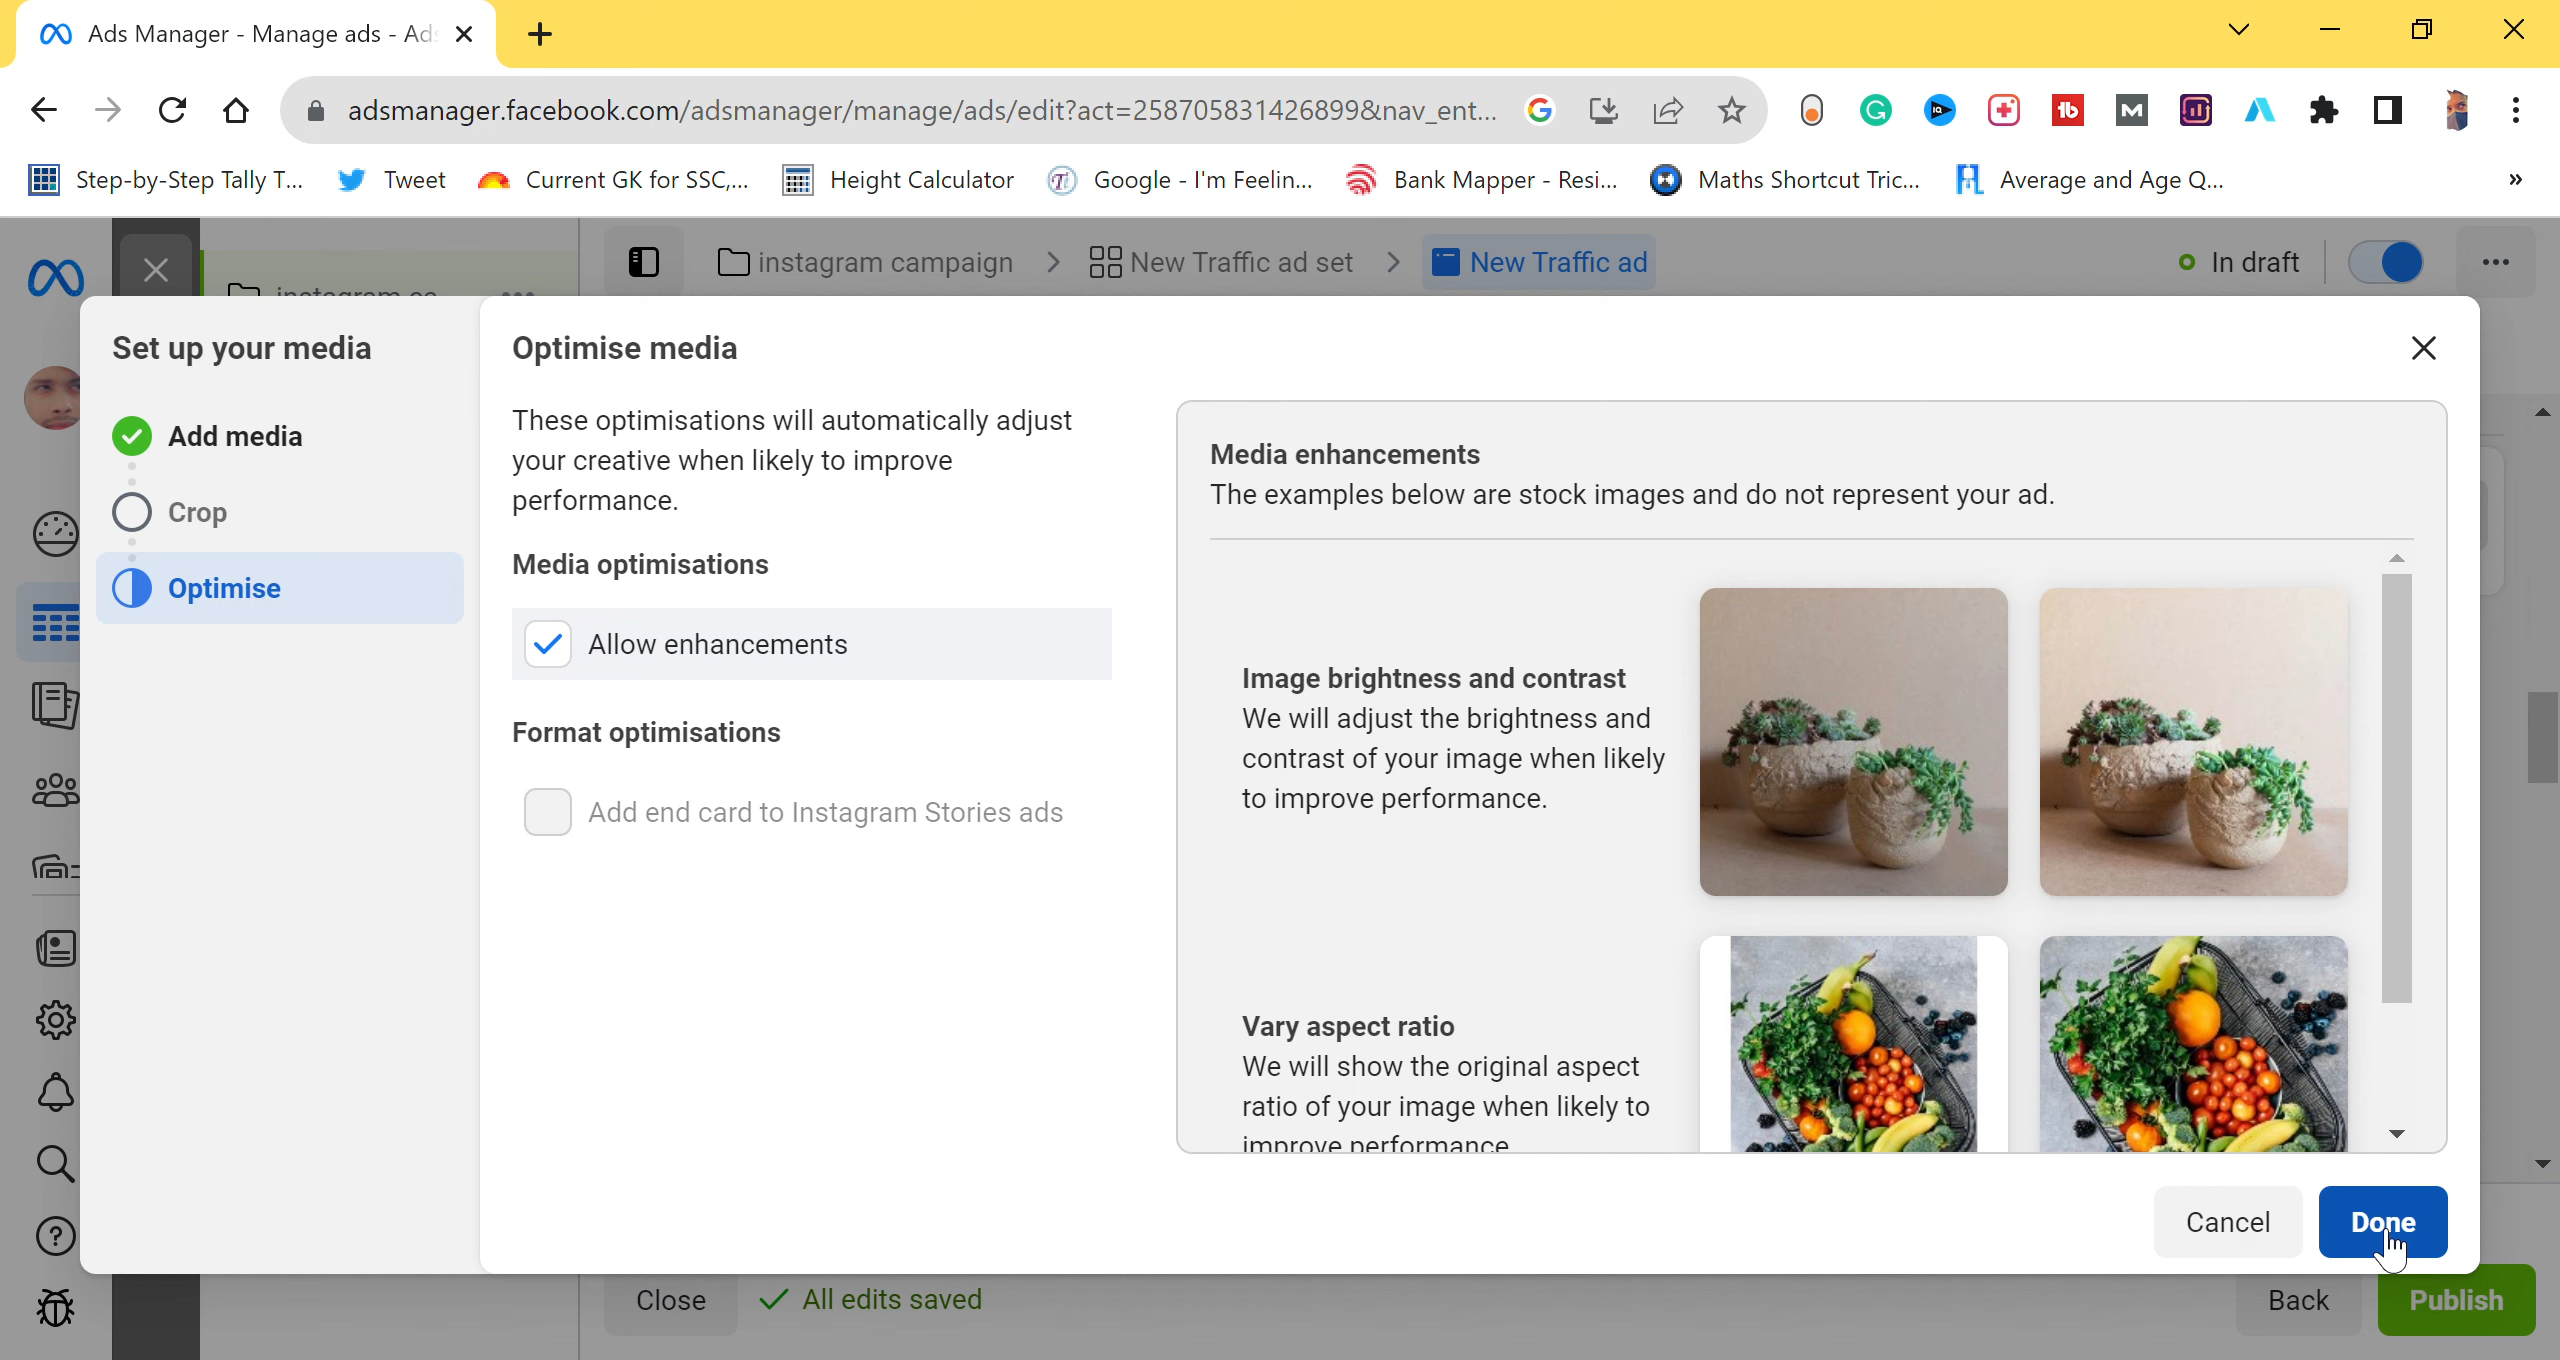 Ads Manager - Manage ads - Ad
adsmanager.facebook.com/adsmanager/manage/ads/edit?act=258705831426899&nav_ent...
Step-by-Step Tally T...
Tweet
Current GK for SSC,...
Height Calculator
Google - I'm Feelin...
Bank Mapper - Resi...
Maths Shortcut Tric...
Average and Age Q...
»
instagram campaign
New Traffic ad set
New Traffic ad
In draft
Set up your media
Add media
Crop
Optimise
Optimise media
These optimisations will automatically adjust
your creative when likely to improve
performance.
Media optimisations
Allow enhancements
Format optimisations
Add end card to Instagram Stories ads
Media enhancements
The examples below are stock images and do not represent your ad.
Image brightness and contrast
We will adjust the brightness and
contrast of your image when likely
to improve performance.
Vary aspect ratio
We will show the original aspect
ratio of your image when likely to
improve performance
Cancel
Done
Close
All edits saved
Back
Publish